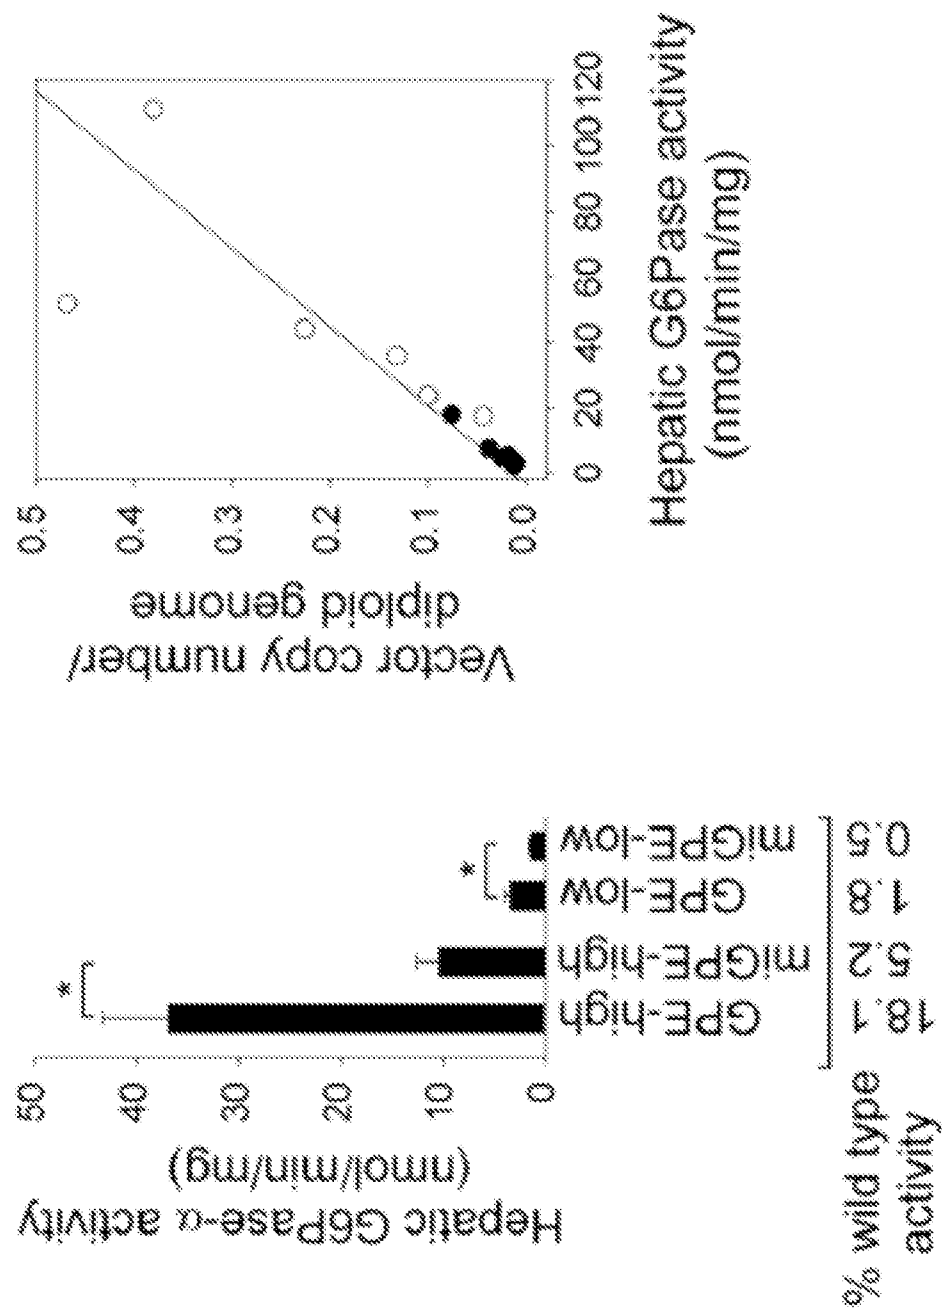 Hepatic G6Pase-α activity
(nmol/min/mg)
50
40
30
20
10
0
*
*
GPE-high
miGPE-high
GPE-low
miGPE-low
% wild type
activity
18.1
5.2
1.8
0.5
Vector copy number/
diploid genome
0.5
0.4
0.3
0.2
0.1
0.0
0 20 40 60 80 100 120
Hepatic G6Pase activity
(nmol/min/mg)